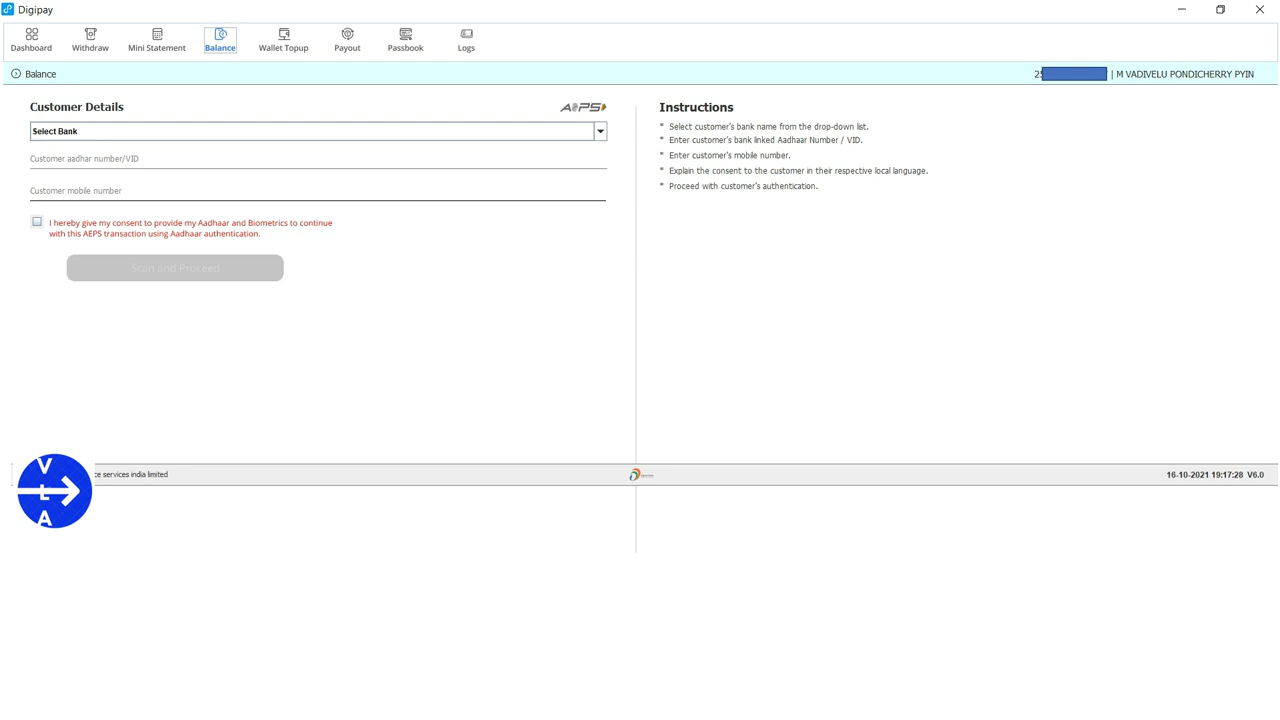 Digipay
Dashboard Withdraw Mini Statement Balance Wallet Topup Payout Passbook Logs
Balance
| M VADIVELU PONDICHERRY PYIN
Customer Details
AePS
Select Bank
Customer aadhar number/VID
Customer mobile number
I hereby give my consent to provide my Aadhaar and Biometrics to continue
with this AEPS transaction using Aadhaar authentication.
Scan and Proceed
Instructions
* Select customer's bank name from the drop-down list.
* Enter customer's bank linked Aadhaar Number / VID.
* Enter customer's mobile number.
* Explain the consent to the customer in their respective local language.
* Proceed with customer's authentication.
services india limited
16-10-2021 19:17:28 V6.0
V
L
A